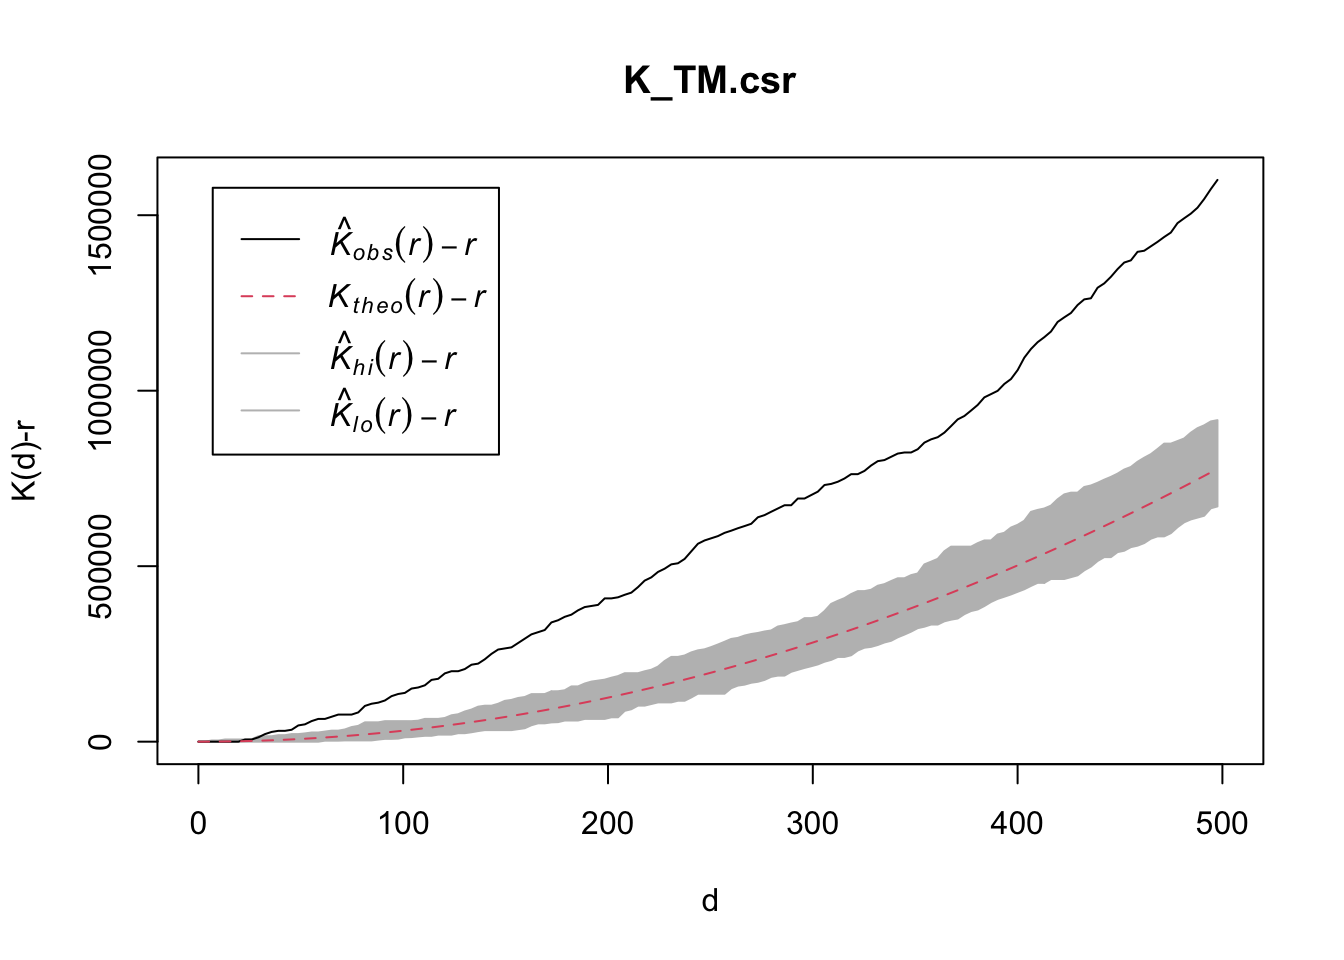 K_TM.csr
K(d)-r
1500000
1000000
500000
0
K̂obs(r) − r
Ktheo(r) − r
K̂hi(r) − r
K̂lo(r) − r
0 100 200 300 400 500
d